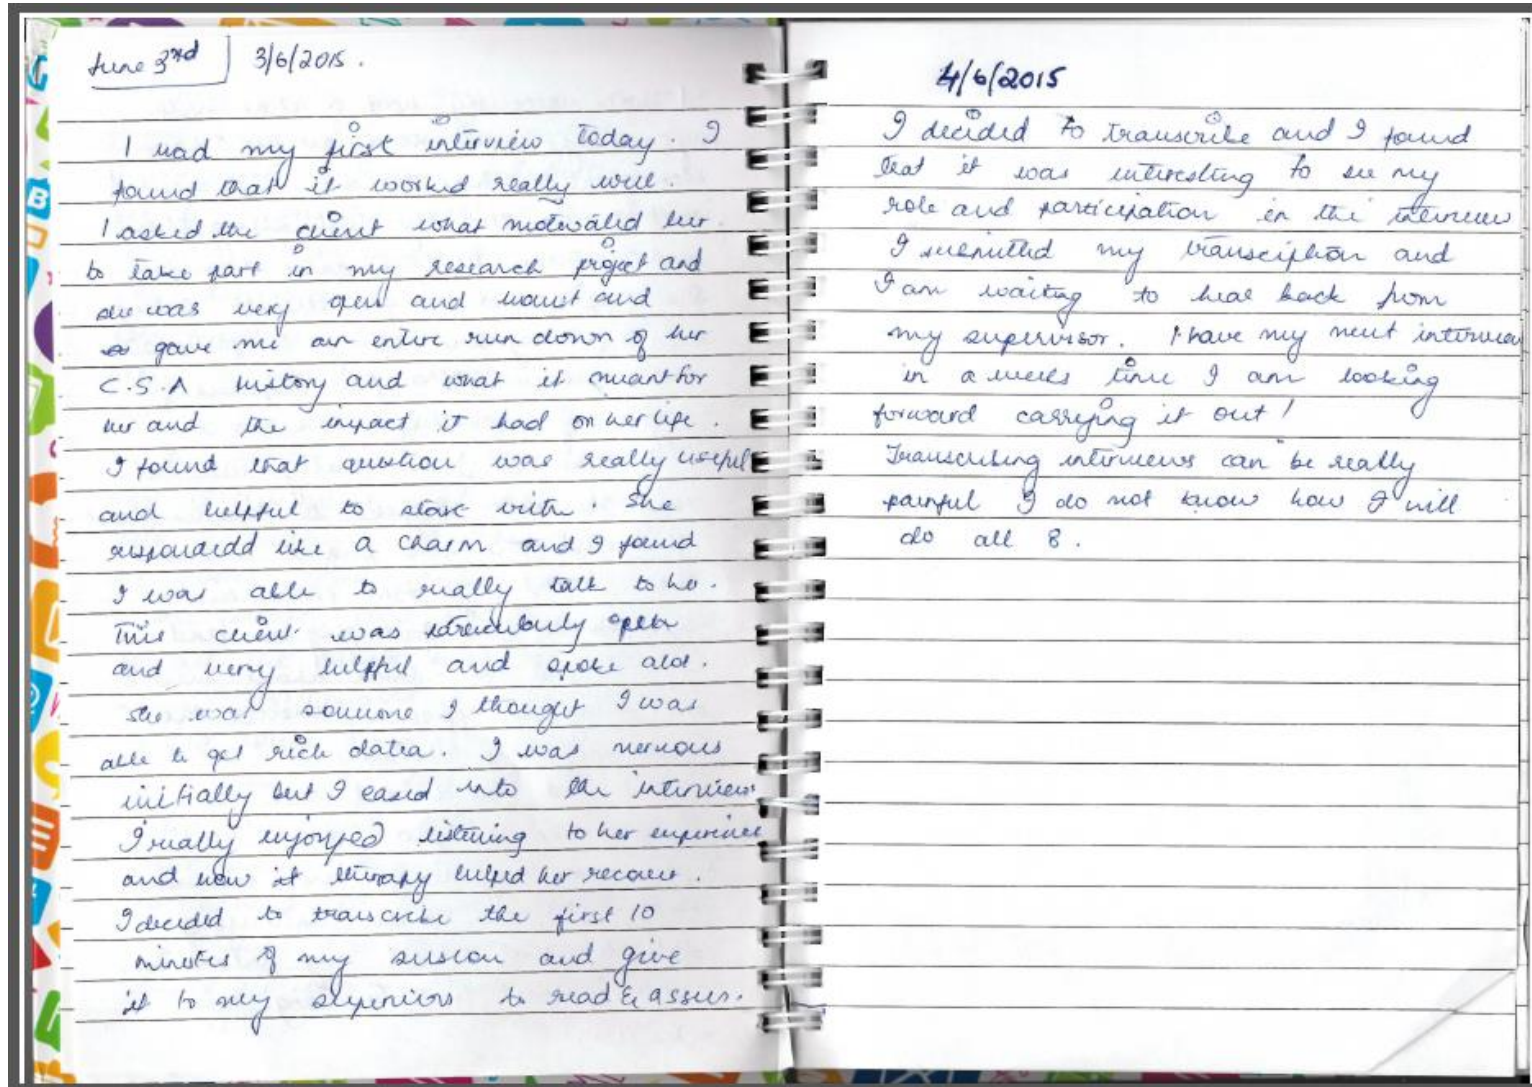 June 3rd 3/6/2015.
I had my first interview today. I
found that it worked really well.
I asked the client what motivated her
to take part in my research project and
she was very open and honest and
gave me an entire run down of her
C.S.A history and what it meant for
her and the impact it had on her life.
I found that question was really useful
and helpful to start with. She
respondedd like a charm and I found
I was able to really talk to her.
This client was particularly open
and very helpful and spoke alot.
She was someone I thought I was
able to get rich data. I was nervous
initially but I eased into the interview
I really enjoyed listening to her experience
and how it therapy helped her recover.
I decided to transcribe the first 10
minutes of my session and give
it to my supervisors to read & assess.
4/6/2015
I decided to transcribe and I found
that it was interesting to see my
role and participation in the interview
I submitted my transciption and
I am waiting to hear back from
my supervisor. I have my next interview
in a weeks time I am looking
forward carrying it out!
Transcribing interviews can be really
painful I do not know how I will
do all 8.